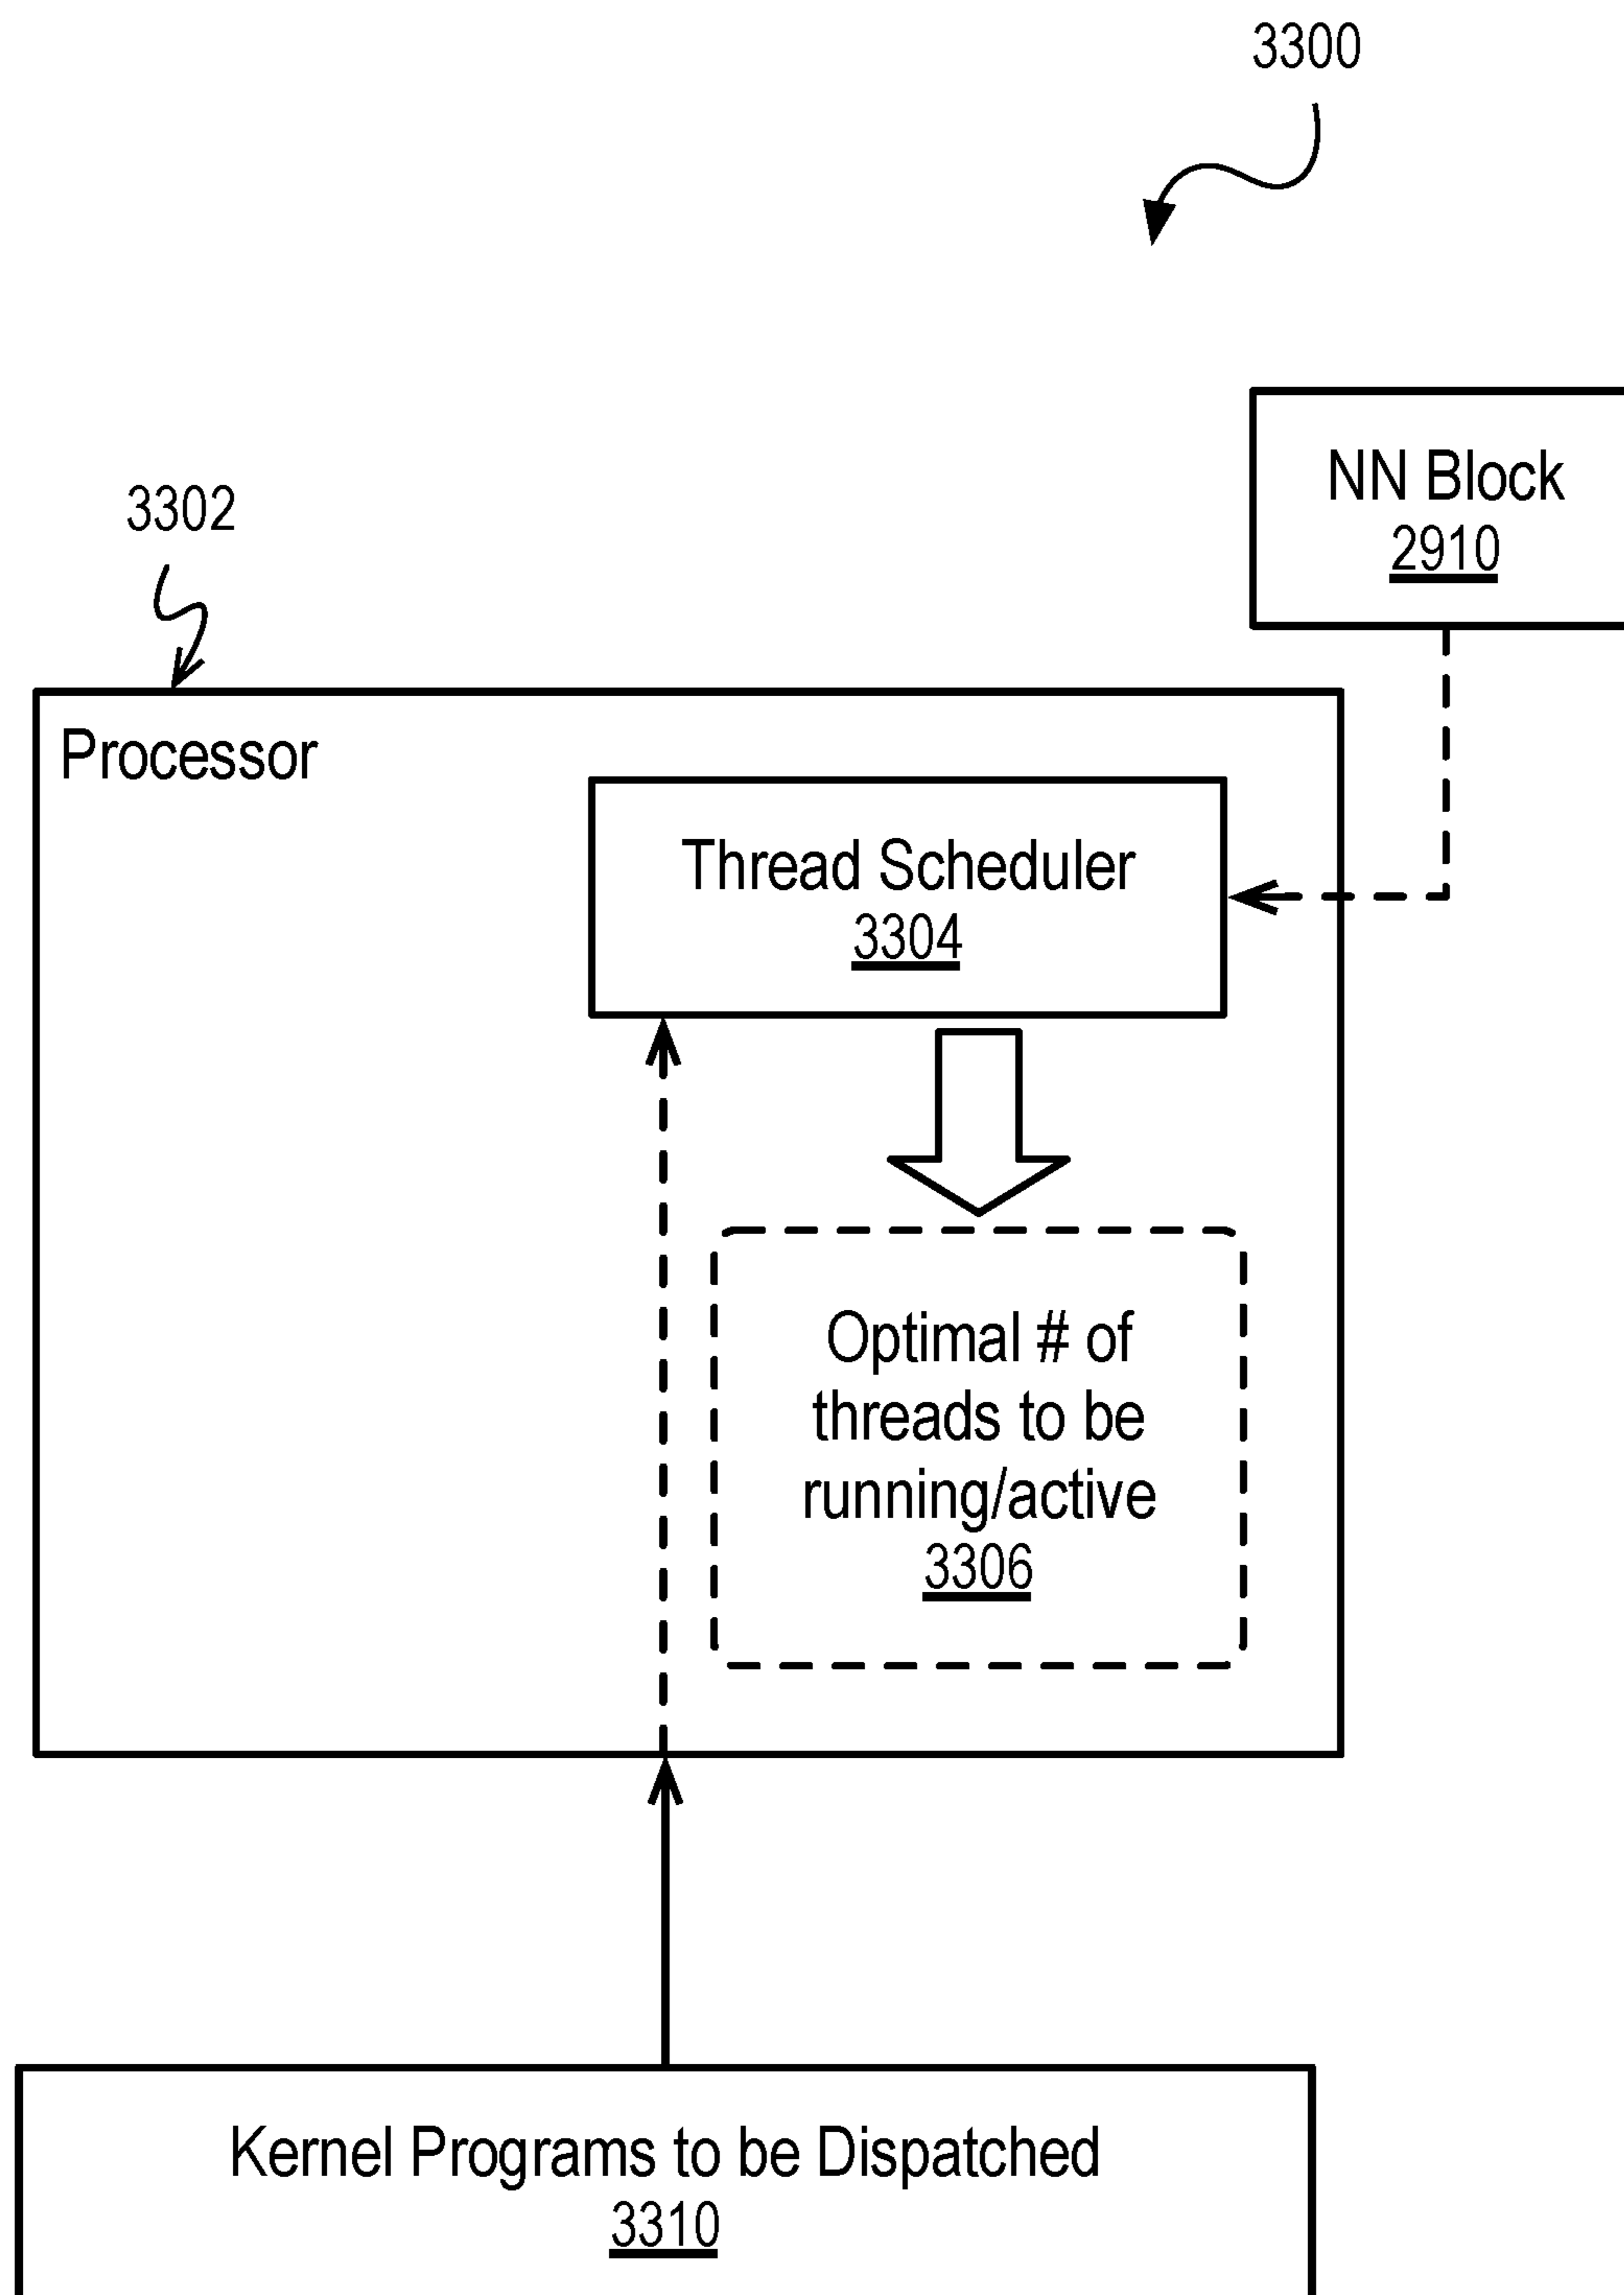 3300
NN Block
2910
3302
Processor
Thread Scheduler
3304
Optimal # of
threads to be
running/active
3306
Kernel Programs to be Dispatched
3310